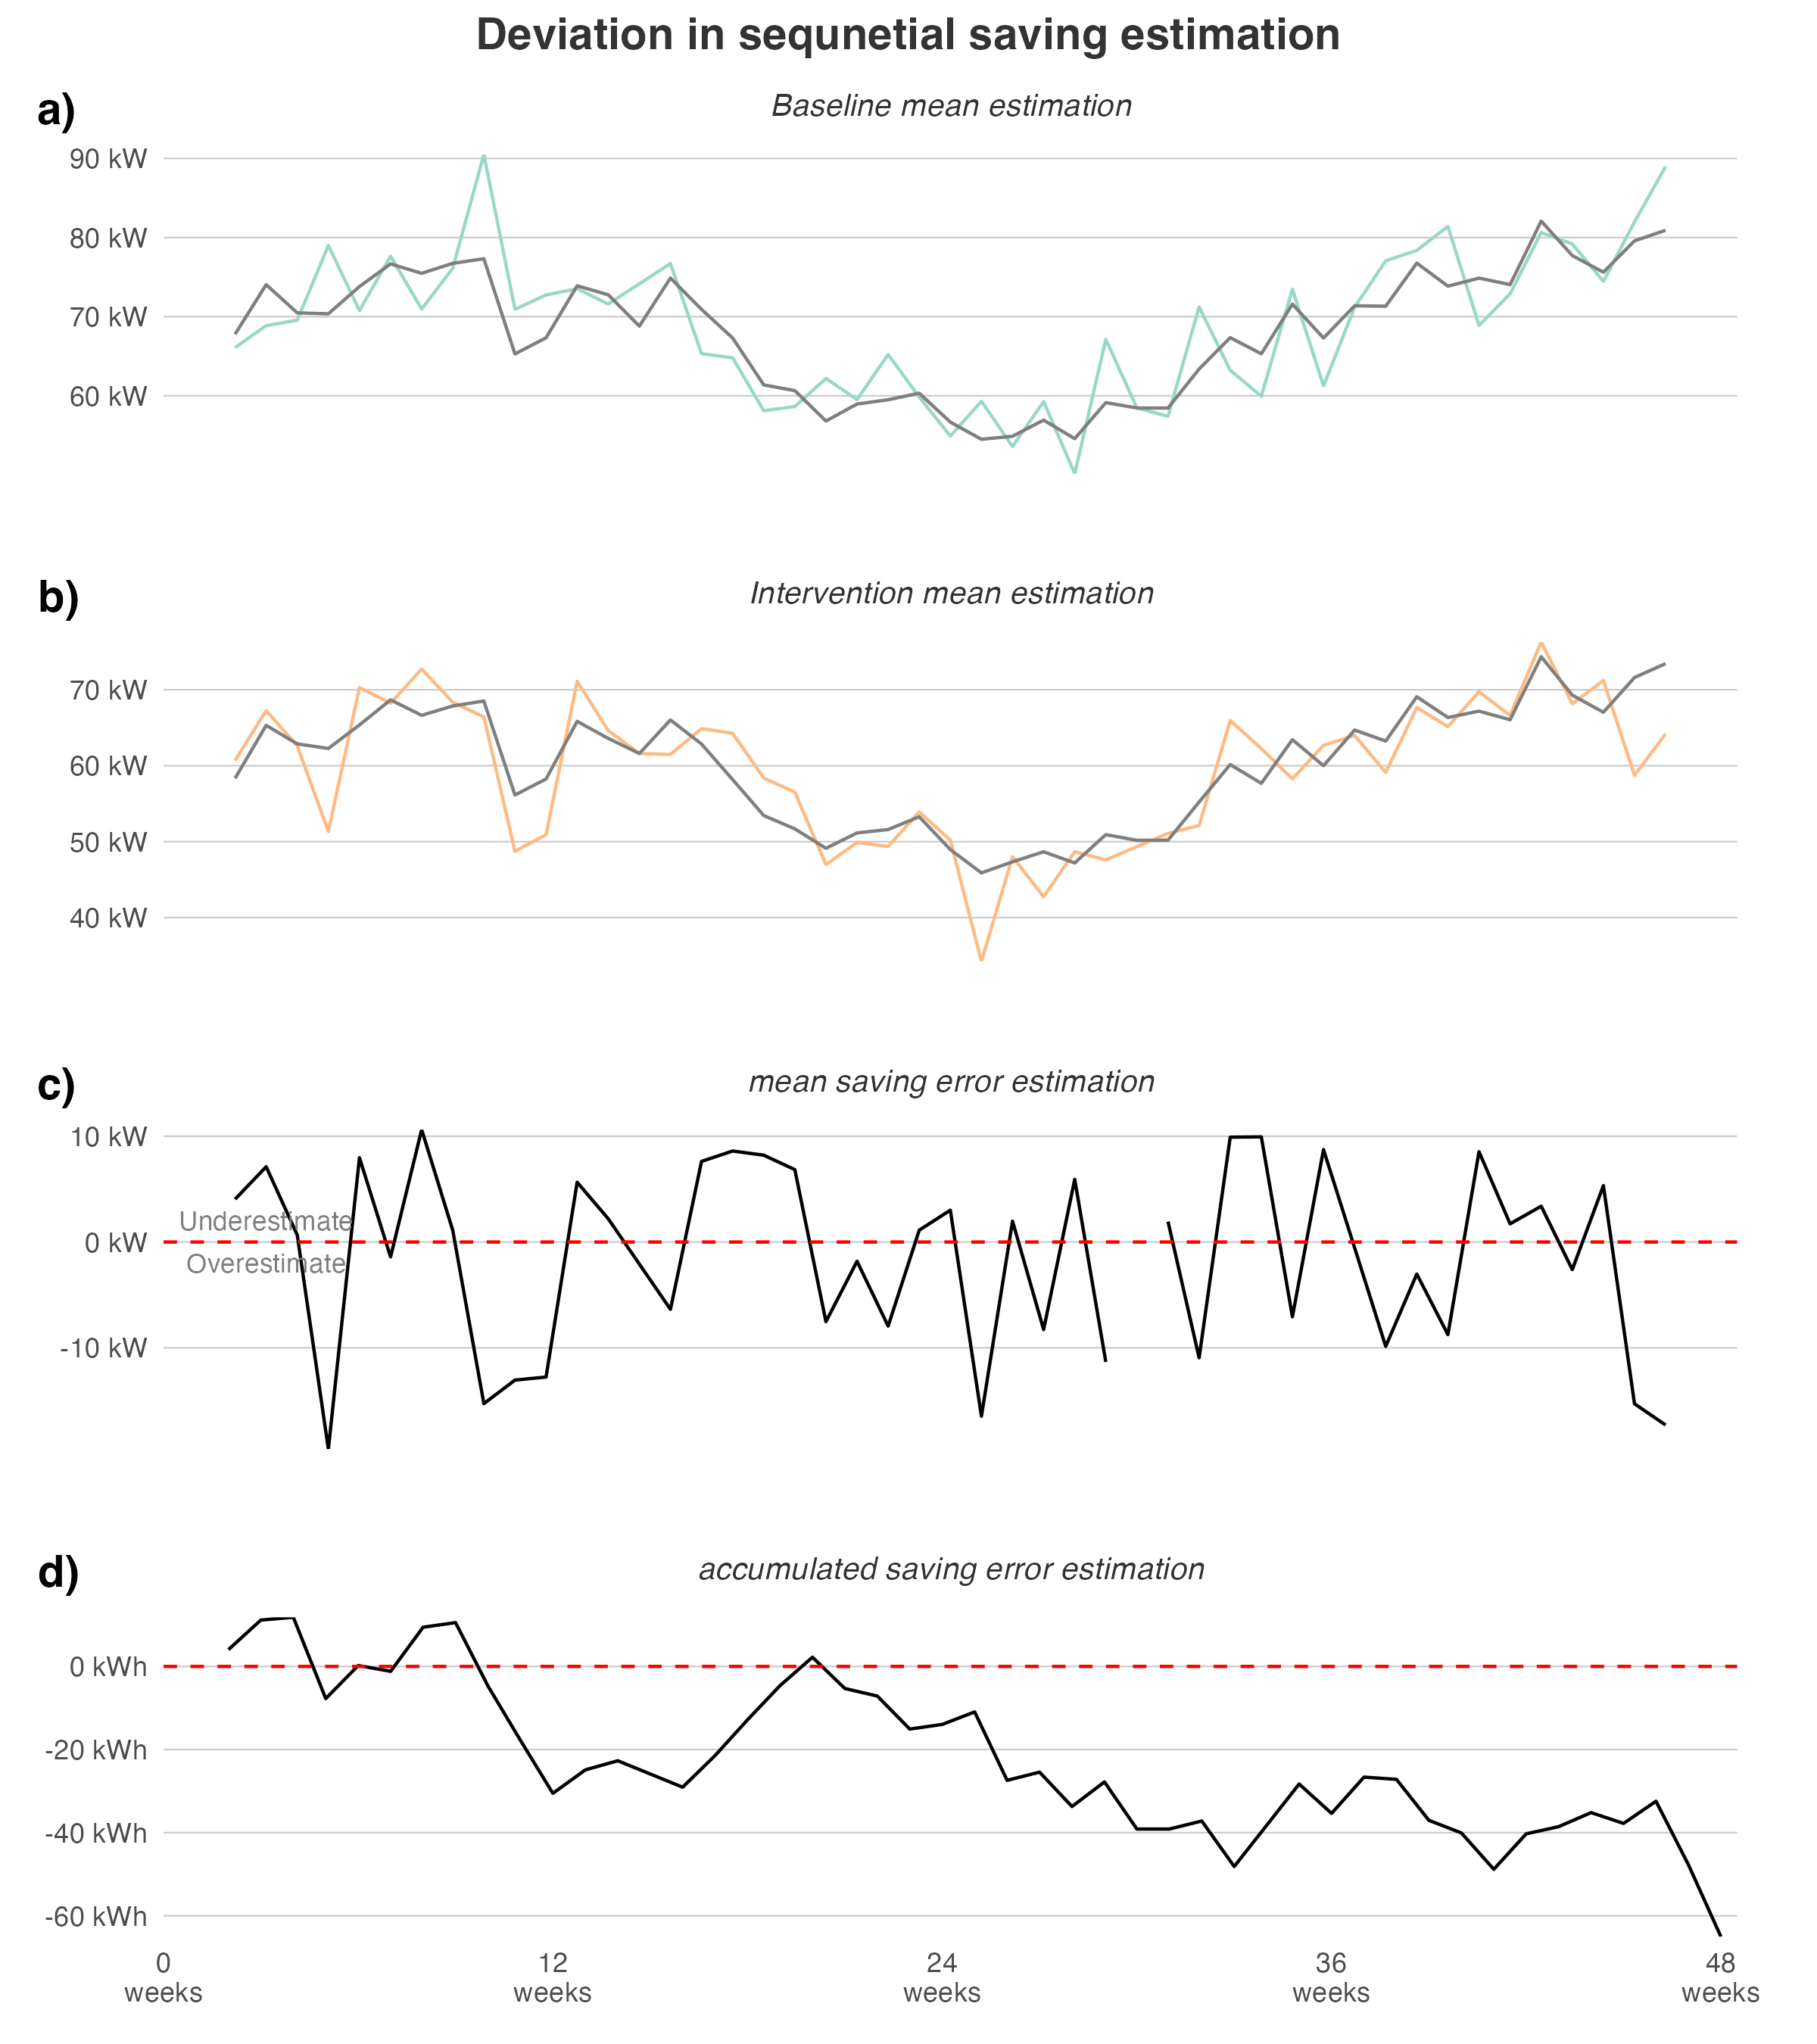 Deviation in sequnetial saving estimation
a)
Baseline mean estimation
90 kW
80 kW
70 kW
60 kW
b)
Intervention mean estimation
70 kW
60 kW
50 kW
40 kW
c)
mean saving error estimation
10 kW
Underestimate
0 kW
Overestimate
-10 kW
d)
accumulated saving error estimation
0 kWh
-20 kWh
-40 kWh
-60 kWh
0 12 24 36 48
weeks weeks weeks weeks weeks